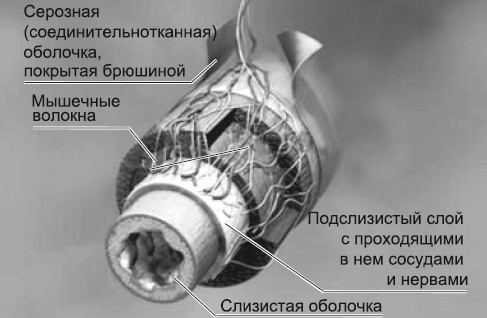 Серозная
(соединительнотканная)
оболочка,
покрытая брюшиной
Мышечные
волокна
Подслизистый слой
с проходящими
в нем сосудами
и нервами
Слизистая оболочка